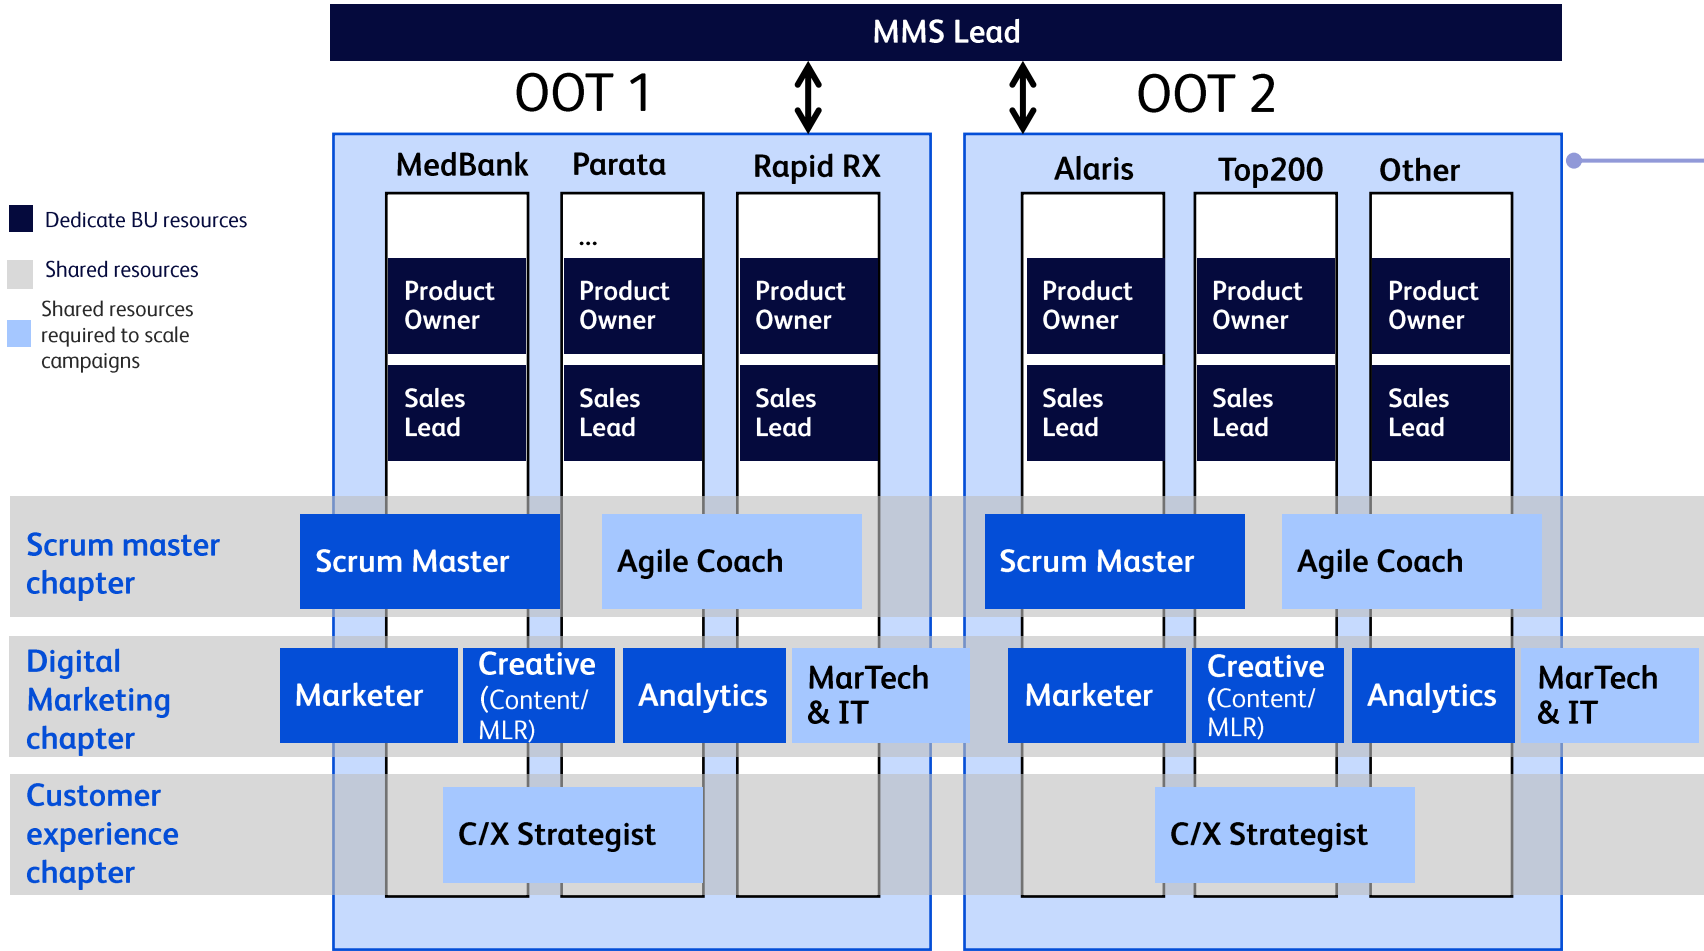 MMS Lead
OOT 1
OOT 2
MedBank
Parata
Rapid RX
Alaris
Top200
Other
Dedicate BU resources
Shared resources
Shared resources
required to scale
campaigns
...
Product
Owner
Product
Owner
Product
Owner
Product
Owner
Product
Owner
Product
Owner
Sales
Lead
Sales
Lead
Sales
Lead
Sales
Lead
Sales
Lead
Sales
Lead
Scrum master
chapter
Scrum Master
Agile Coach
Scrum Master
Agile Coach
Digital
Marketing
chapter
Marketer
Creative
(Content/
MLR)
Analytics
MarTech
& IT
Marketer
Creative
(Content/
MLR)
Analytics
MarTech
& IT
Customer
experience
chapter
C/X Strategist
C/X Strategist